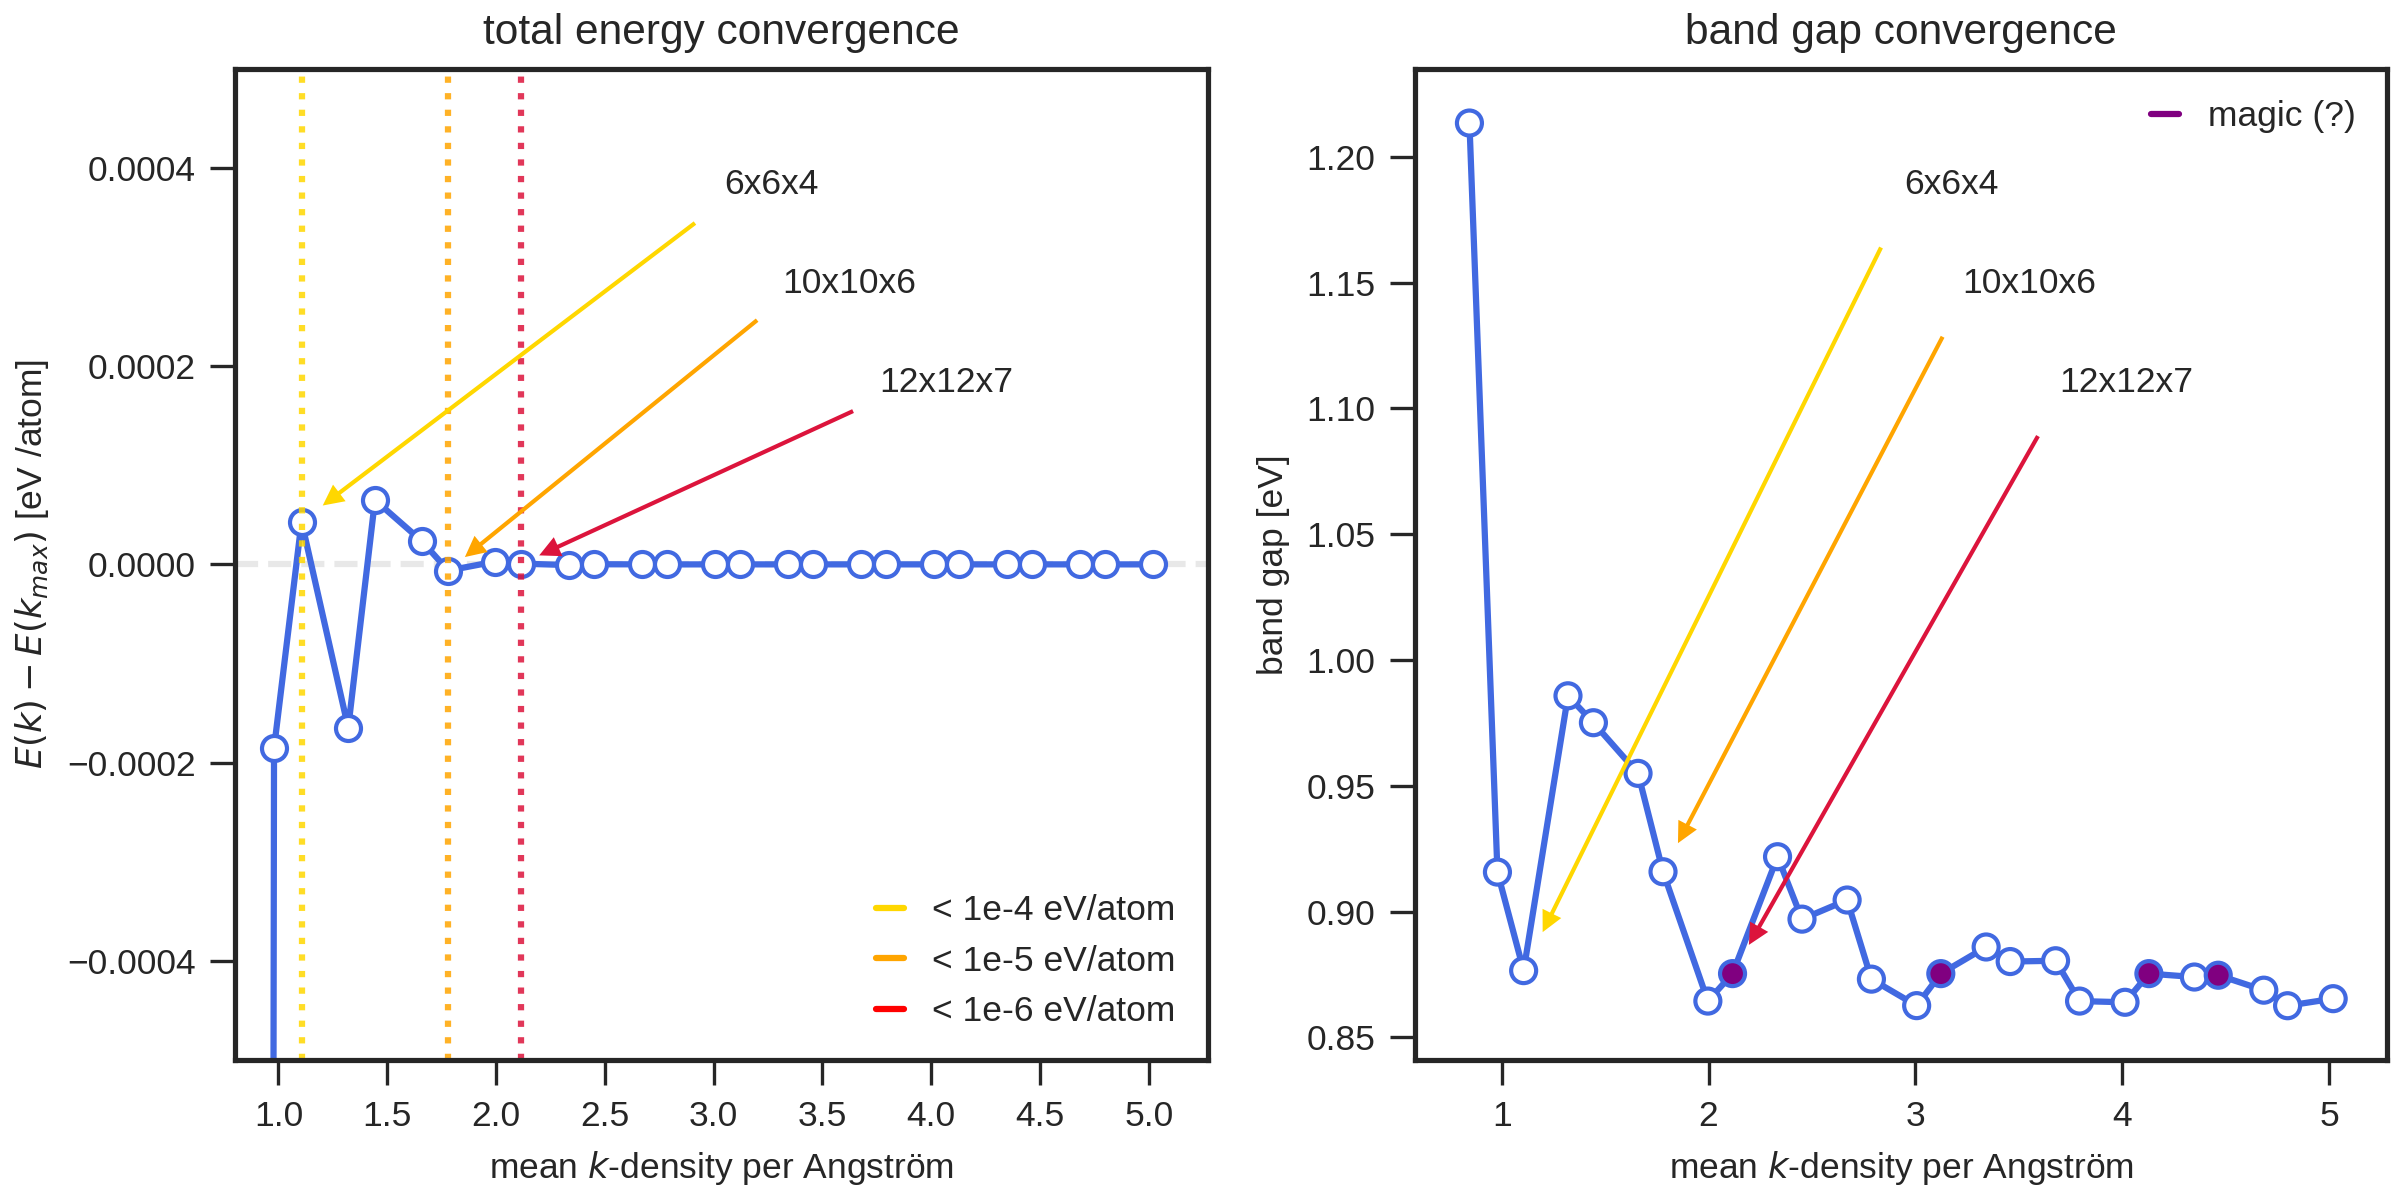 total energy convergence
E(k) − E(kmax) [eV /atom]
0.0004
0.0002
0.0000
−0.0002
−0.0004
6x6x4
10x10x6
12x12x7
< 1e-4 eV/atom
< 1e-5 eV/atom
< 1e-6 eV/atom
1.0 1.5 2.0 2.5 3.0 3.5 4.0 4.5 5.0
mean k-density per Angström
band gap convergence
band gap [eV]
1.20
1.15
1.10
1.05
1.00
0.95
0.90
0.85
magic (?)
6x6x4
10x10x6
12x12x7
1 2 3 4 5
mean k-density per Angström